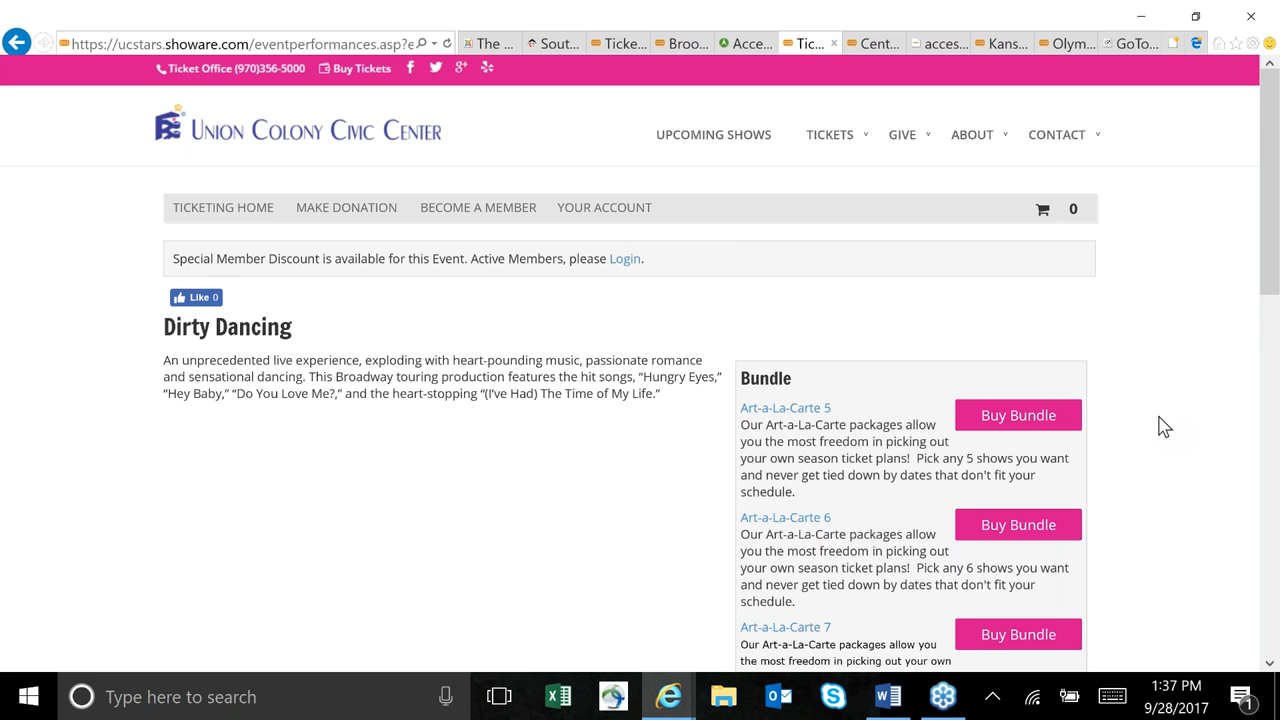 https://ucstars.showare.com/eventperformances.asp?e
The ...
Sout...
Ticke...
Broo...
Acce...
Tic...
Cent...
acces...
Kans...
Olym...
GoTo...
Ticket Office (970)356-5000 Buy Tickets
UNION COLONY CIVIC CENTER
UPCOMING SHOWS TICKETS GIVE ABOUT CONTACT
TICKETING HOME MAKE DONATION BECOME A MEMBER YOUR ACCOUNT 0
Special Member Discount is available for this Event. Active Members, please Login.
Like 0
Dirty Dancing
An unprecedented live experience, exploding with heart-pounding music, passionate romance
and sensational dancing. This Broadway touring production features the hit songs, “Hungry Eyes,”
“Hey Baby,” “Do You Love Me?,” and the heart-stopping “(I’ve Had) The Time of My Life.”
Bundle
Art-a-La-Carte 5
Buy Bundle
Our Art-a-La-Carte packages allow
you the most freedom in picking out
your own season ticket plans!  Pick any 5 shows you want
and never get tied down by dates that don't fit your
schedule.
Art-a-La-Carte 6
Buy Bundle
Our Art-a-La-Carte packages allow
you the most freedom in picking out
your own season ticket plans!  Pick any 6 shows you want
and never get tied down by dates that don't fit your
schedule.
Art-a-La-Carte 7
Buy Bundle
Our Art-a-La-Carte packages allow you
the most freedom in picking out your own
Type here to search
1:37 PM
9/28/2017
1